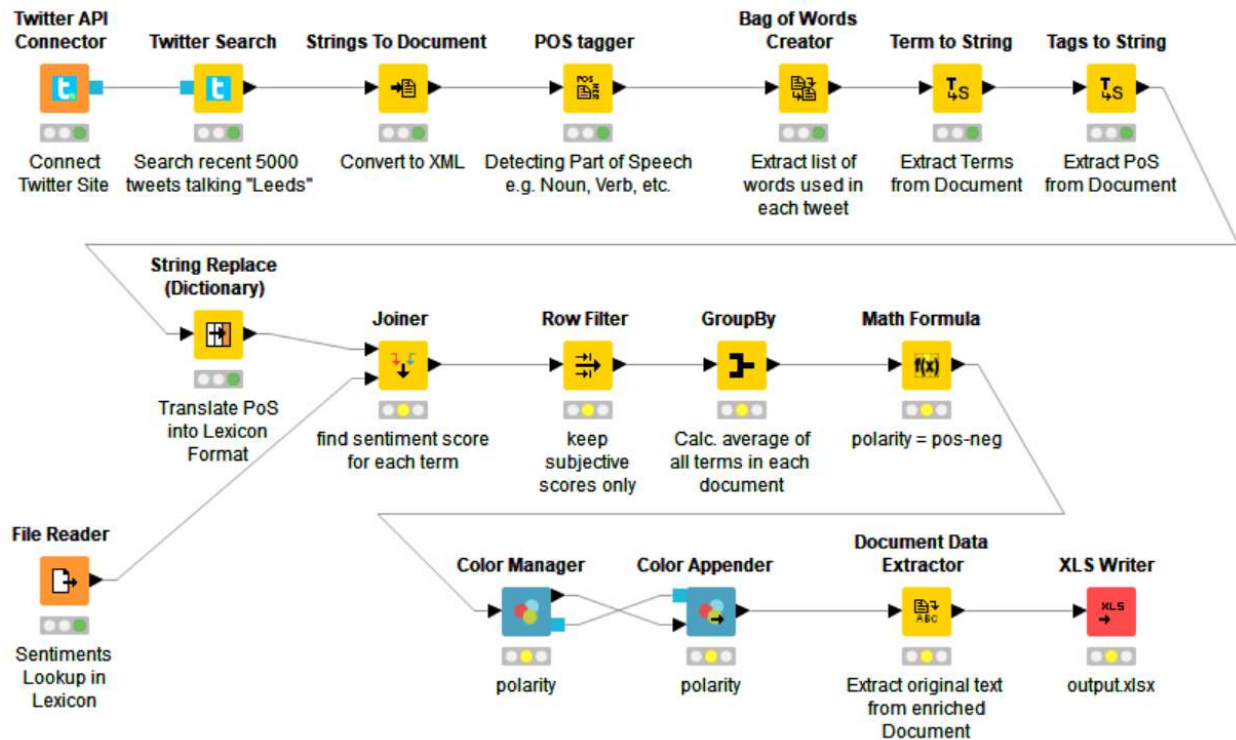 Twitter API
Connector
Twitter Search
Strings To Document
POS tagger
Bag of Words
Creator
Term to String
Tags to String
t
t
POS
T
S
T
S
Connect
Twitter Site
Search recent 5000
tweets talking "Leeds"
Convert to XML
Detecting Part of Speech
e.g. Noun, Verb, etc.
Extract list of
words used in
each tweet
Extract Terms
from Document
Extract PoS
from Document
String Replace
(Dictionary)
Joiner
Row Filter
GroupBy
Math Formula
f(x)
Translate PoS
into Lexicon
Format
find sentiment score
for each term
keep
subjective
scores only
Calc. average of
all terms in each
document
polarity = pos-neg
File Reader
Color Manager
Color Appender
Document Data
Extractor
XLS Writer
ABC
XLS
Sentiments
Lookup in
Lexicon
polarity
polarity
Extract original text
from enriched
Document
output.xlsx